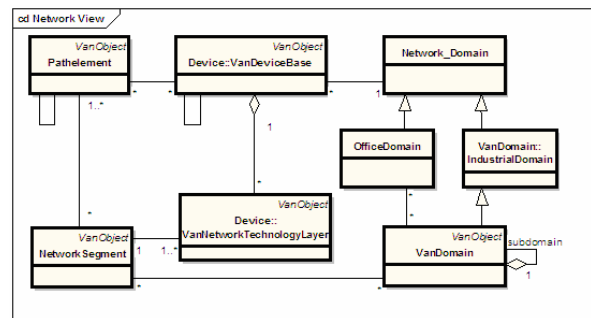 cd Network View
VanObject
Pathelement
VanObject
Device::VanDeviceBase
Network_Domain
*
*
*
1
1..*
1
OfficeDomain
VanDomain::
IndustrialDomain
*
*
VanObject
Device::
VanNetworkTechnologyLayer
*
*
VanObject
NetworkSegment
1
1..*
VanObject
VanDomain
subdomain
1
*
*